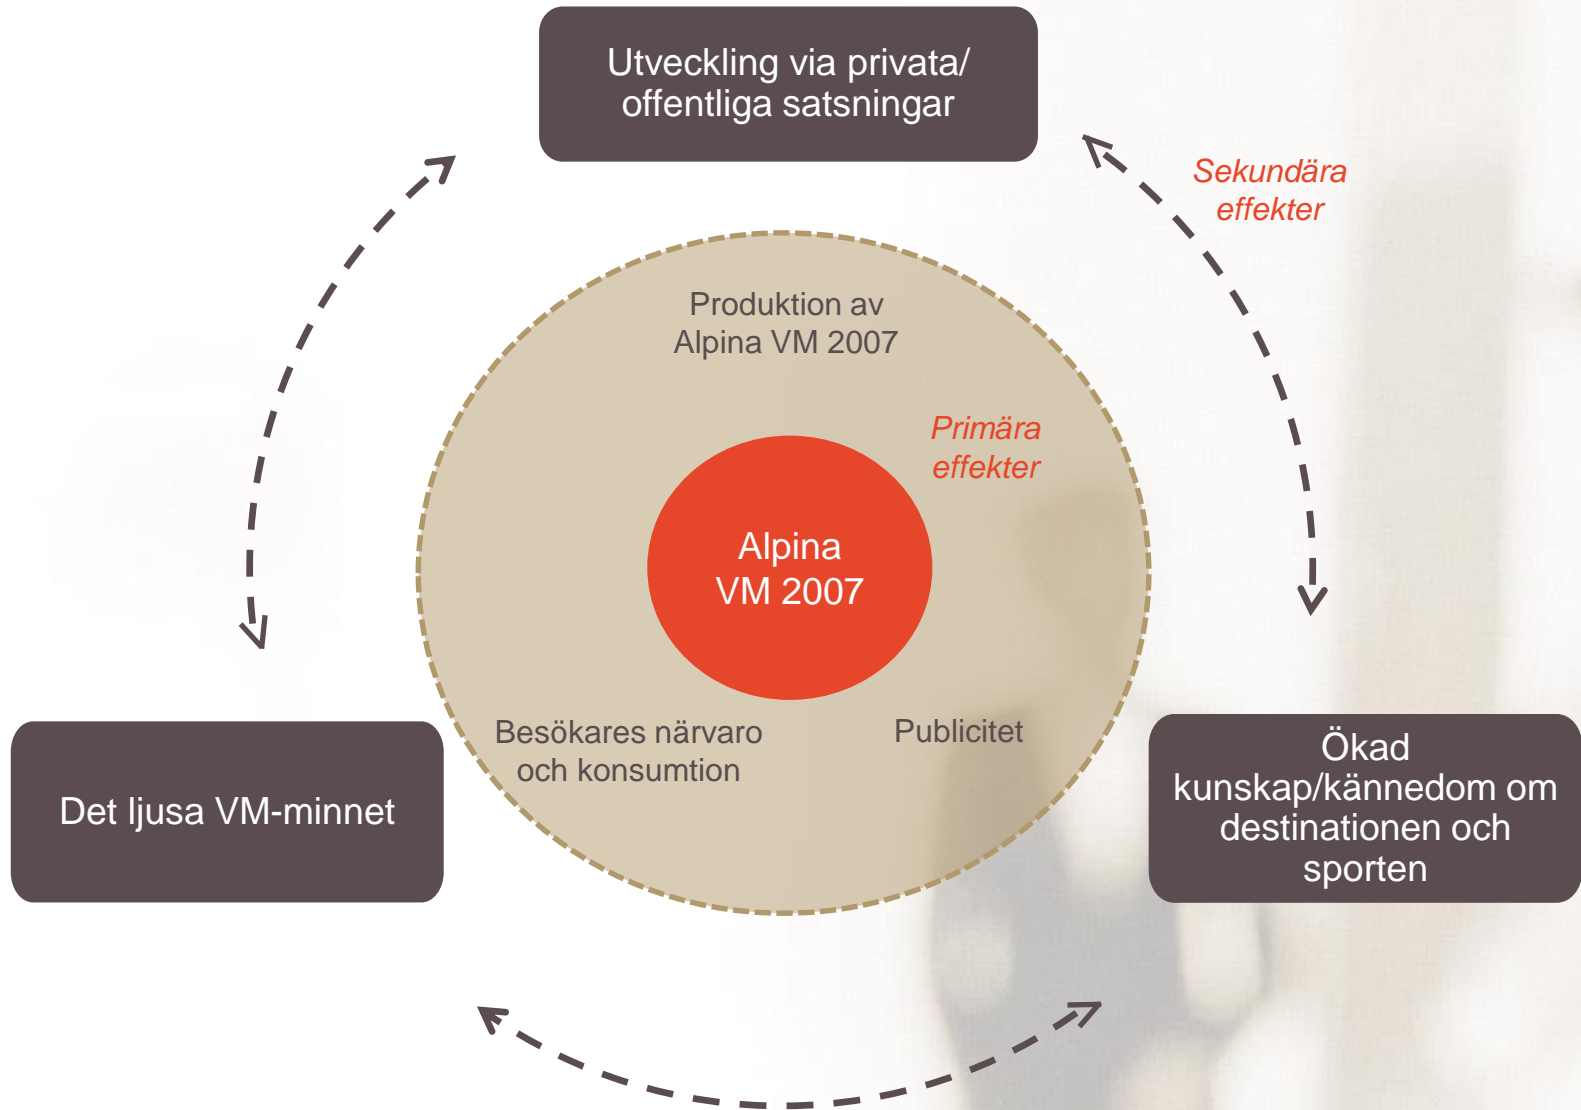 Utveckling via privata/
offentliga satsningar
Sekundära
effekter
Produktion av
Alpina VM 2007
Primära
effekter
Alpina
VM 2007
Besökares närvaro
och konsumtion
Publicitet
Det ljusa VM-minnet
Ökad
kunskap/kännedom om
destinationen och
sporten